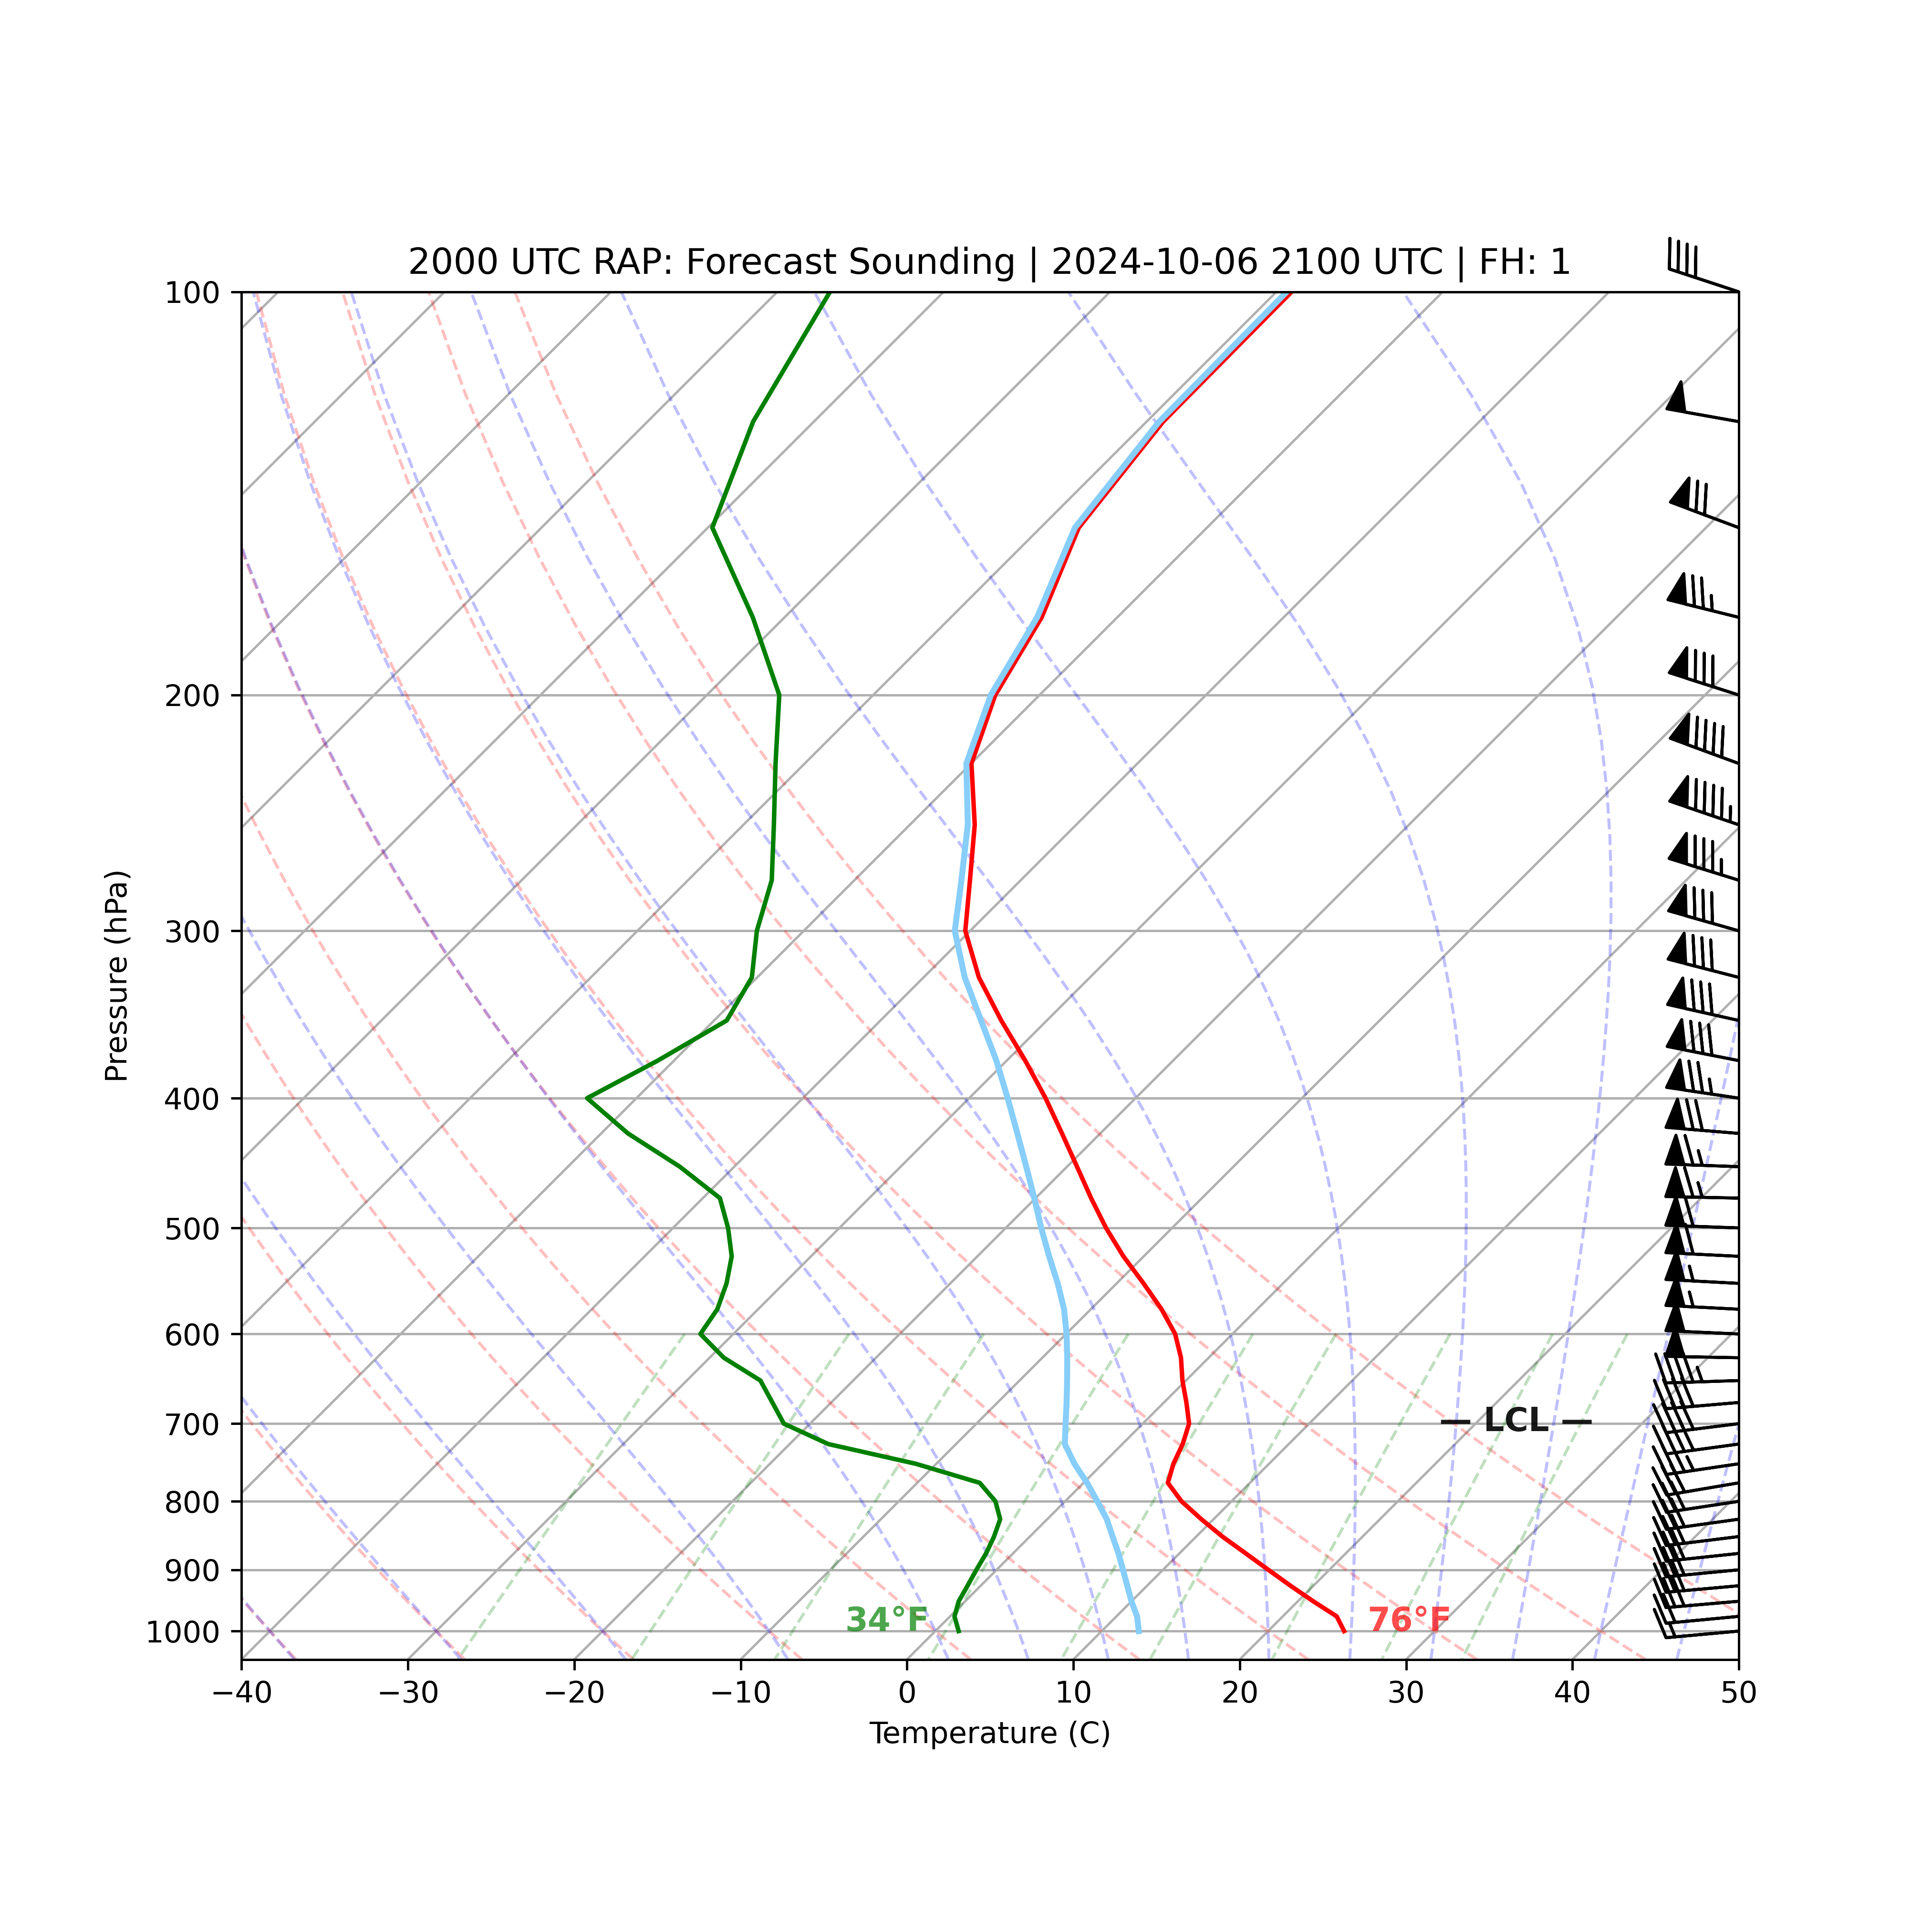 2000 UTC RAP: Forecast Sounding | 2024-10-06 2100 UTC | FH: 1
100
200
300
400
500
600
700
800
900
1000
Pressure (hPa)
— LCL —
34°F
76°F
−40 −30 −20 −10 0 10 20 30 40 50
Temperature (C)